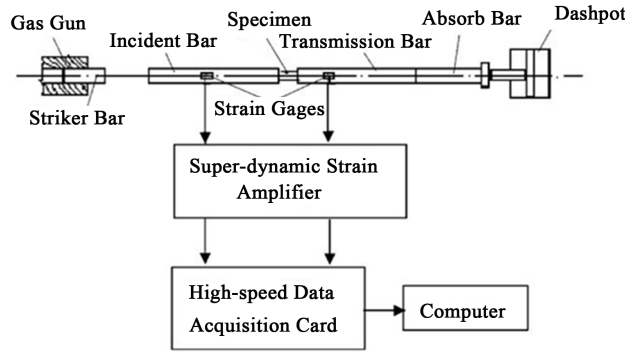 Gas Gun
Incident Bar
Specimen
Transmission Bar
Absorb Bar
Dashpot
Striker Bar
Strain Gages
Super-dynamic Strain
Amplifier
High-speed Data
Acquisition Card
Computer